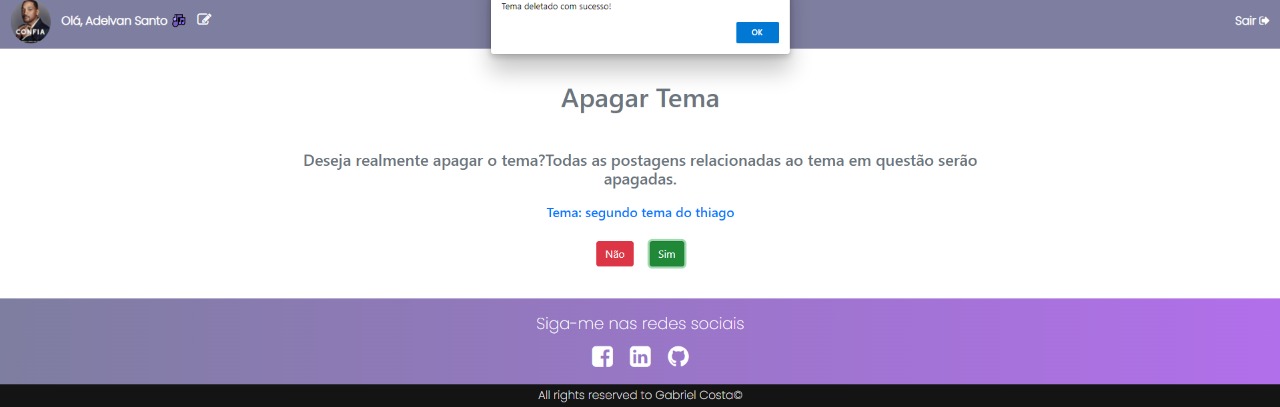 Tema deletado com sucesso!
OK
CONFIA
Olá, Adelvan Santo
Sair
Apagar Tema
Deseja realmente apagar o tema?Todas as postagens relacionadas ao tema em questão serão
apagadas.
Tema: segundo tema do thiago
Não
Sim
Siga-me nas redes sociais
All rights reserved to Gabriel Costa©